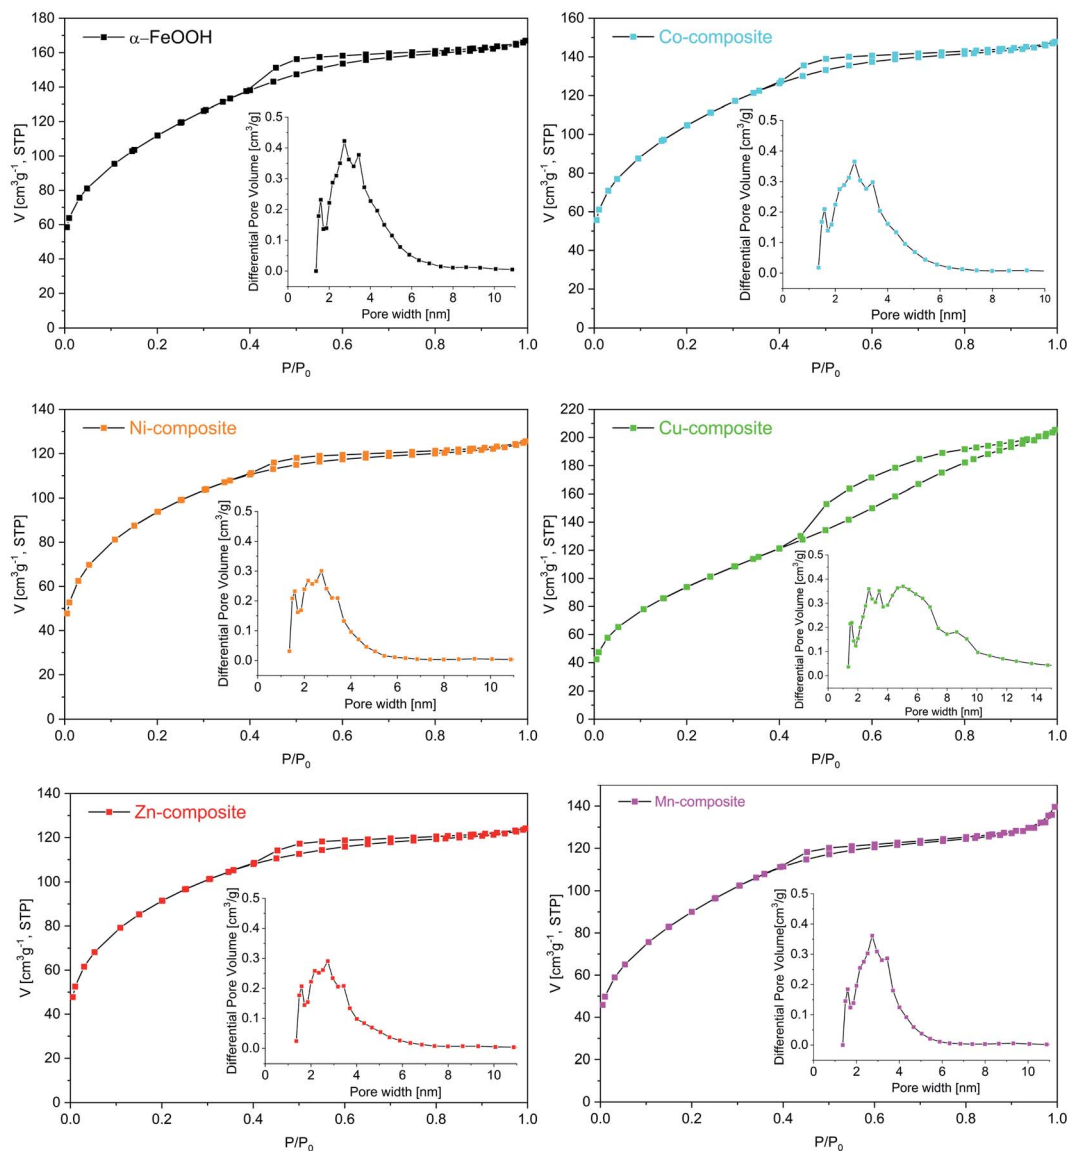 α–FeOOH
V [cm³g⁻¹, STP]
180
160
140
120
100
80
60
40
20
0
0.0 0.2 0.4 0.6 0.8 1.0
P/P₀
Differential Pore Volume [cm³/g]
0.5
0.4
0.3
0.2
0.1
0.0
0 2 4 6 8 10
Pore width [nm]
Co-composite
V [cm³g⁻¹, STP]
160
140
120
100
80
60
40
20
0
0.0 0.2 0.4 0.6 0.8 1.0
P/P₀
Differential Pore Volume [cm³/g]
0.5
0.4
0.3
0.2
0.1
0.0
0 2 4 6 8 10
Pore width [nm]
Ni-composite
V [cm³g⁻¹, STP]
140
120
100
80
60
40
20
0
0.0 0.2 0.4 0.6 0.8 1.0
P/P₀
Differential Pore Volume [cm³/g]
0.5
0.4
0.3
0.2
0.1
0.0
0 2 4 6 8 10
Pore width [nm]
Cu-composite
V [cm³g⁻¹, STP]
220
200
180
160
140
120
100
80
60
40
20
0
0.0 0.2 0.4 0.6 0.8 1.0
P/P₀
Differential Pore Volume [cm³/g]
0.5
0.4
0.3
0.2
0.1
0.0
0 2 4 6 8 10 12 14
Pore width [nm]
Zn-composite
V [cm³g⁻¹, STP]
140
120
100
80
60
40
20
0
0.0 0.2 0.4 0.6 0.8 1.0
P/P₀
Differential Pore Volume [cm³/g]
0.5
0.4
0.3
0.2
0.1
0.0
0 2 4 6 8 10
Pore width [nm]
Mn-composite
V [cm³g⁻¹, STP]
140
120
100
80
60
40
20
0
0.0 0.2 0.4 0.6 0.8 1.0
P/P₀
Differential Pore Volume[cm³/g]
0.5
0.4
0.3
0.2
0.1
0.0
0 2 4 6 8 10
Pore width [nm]